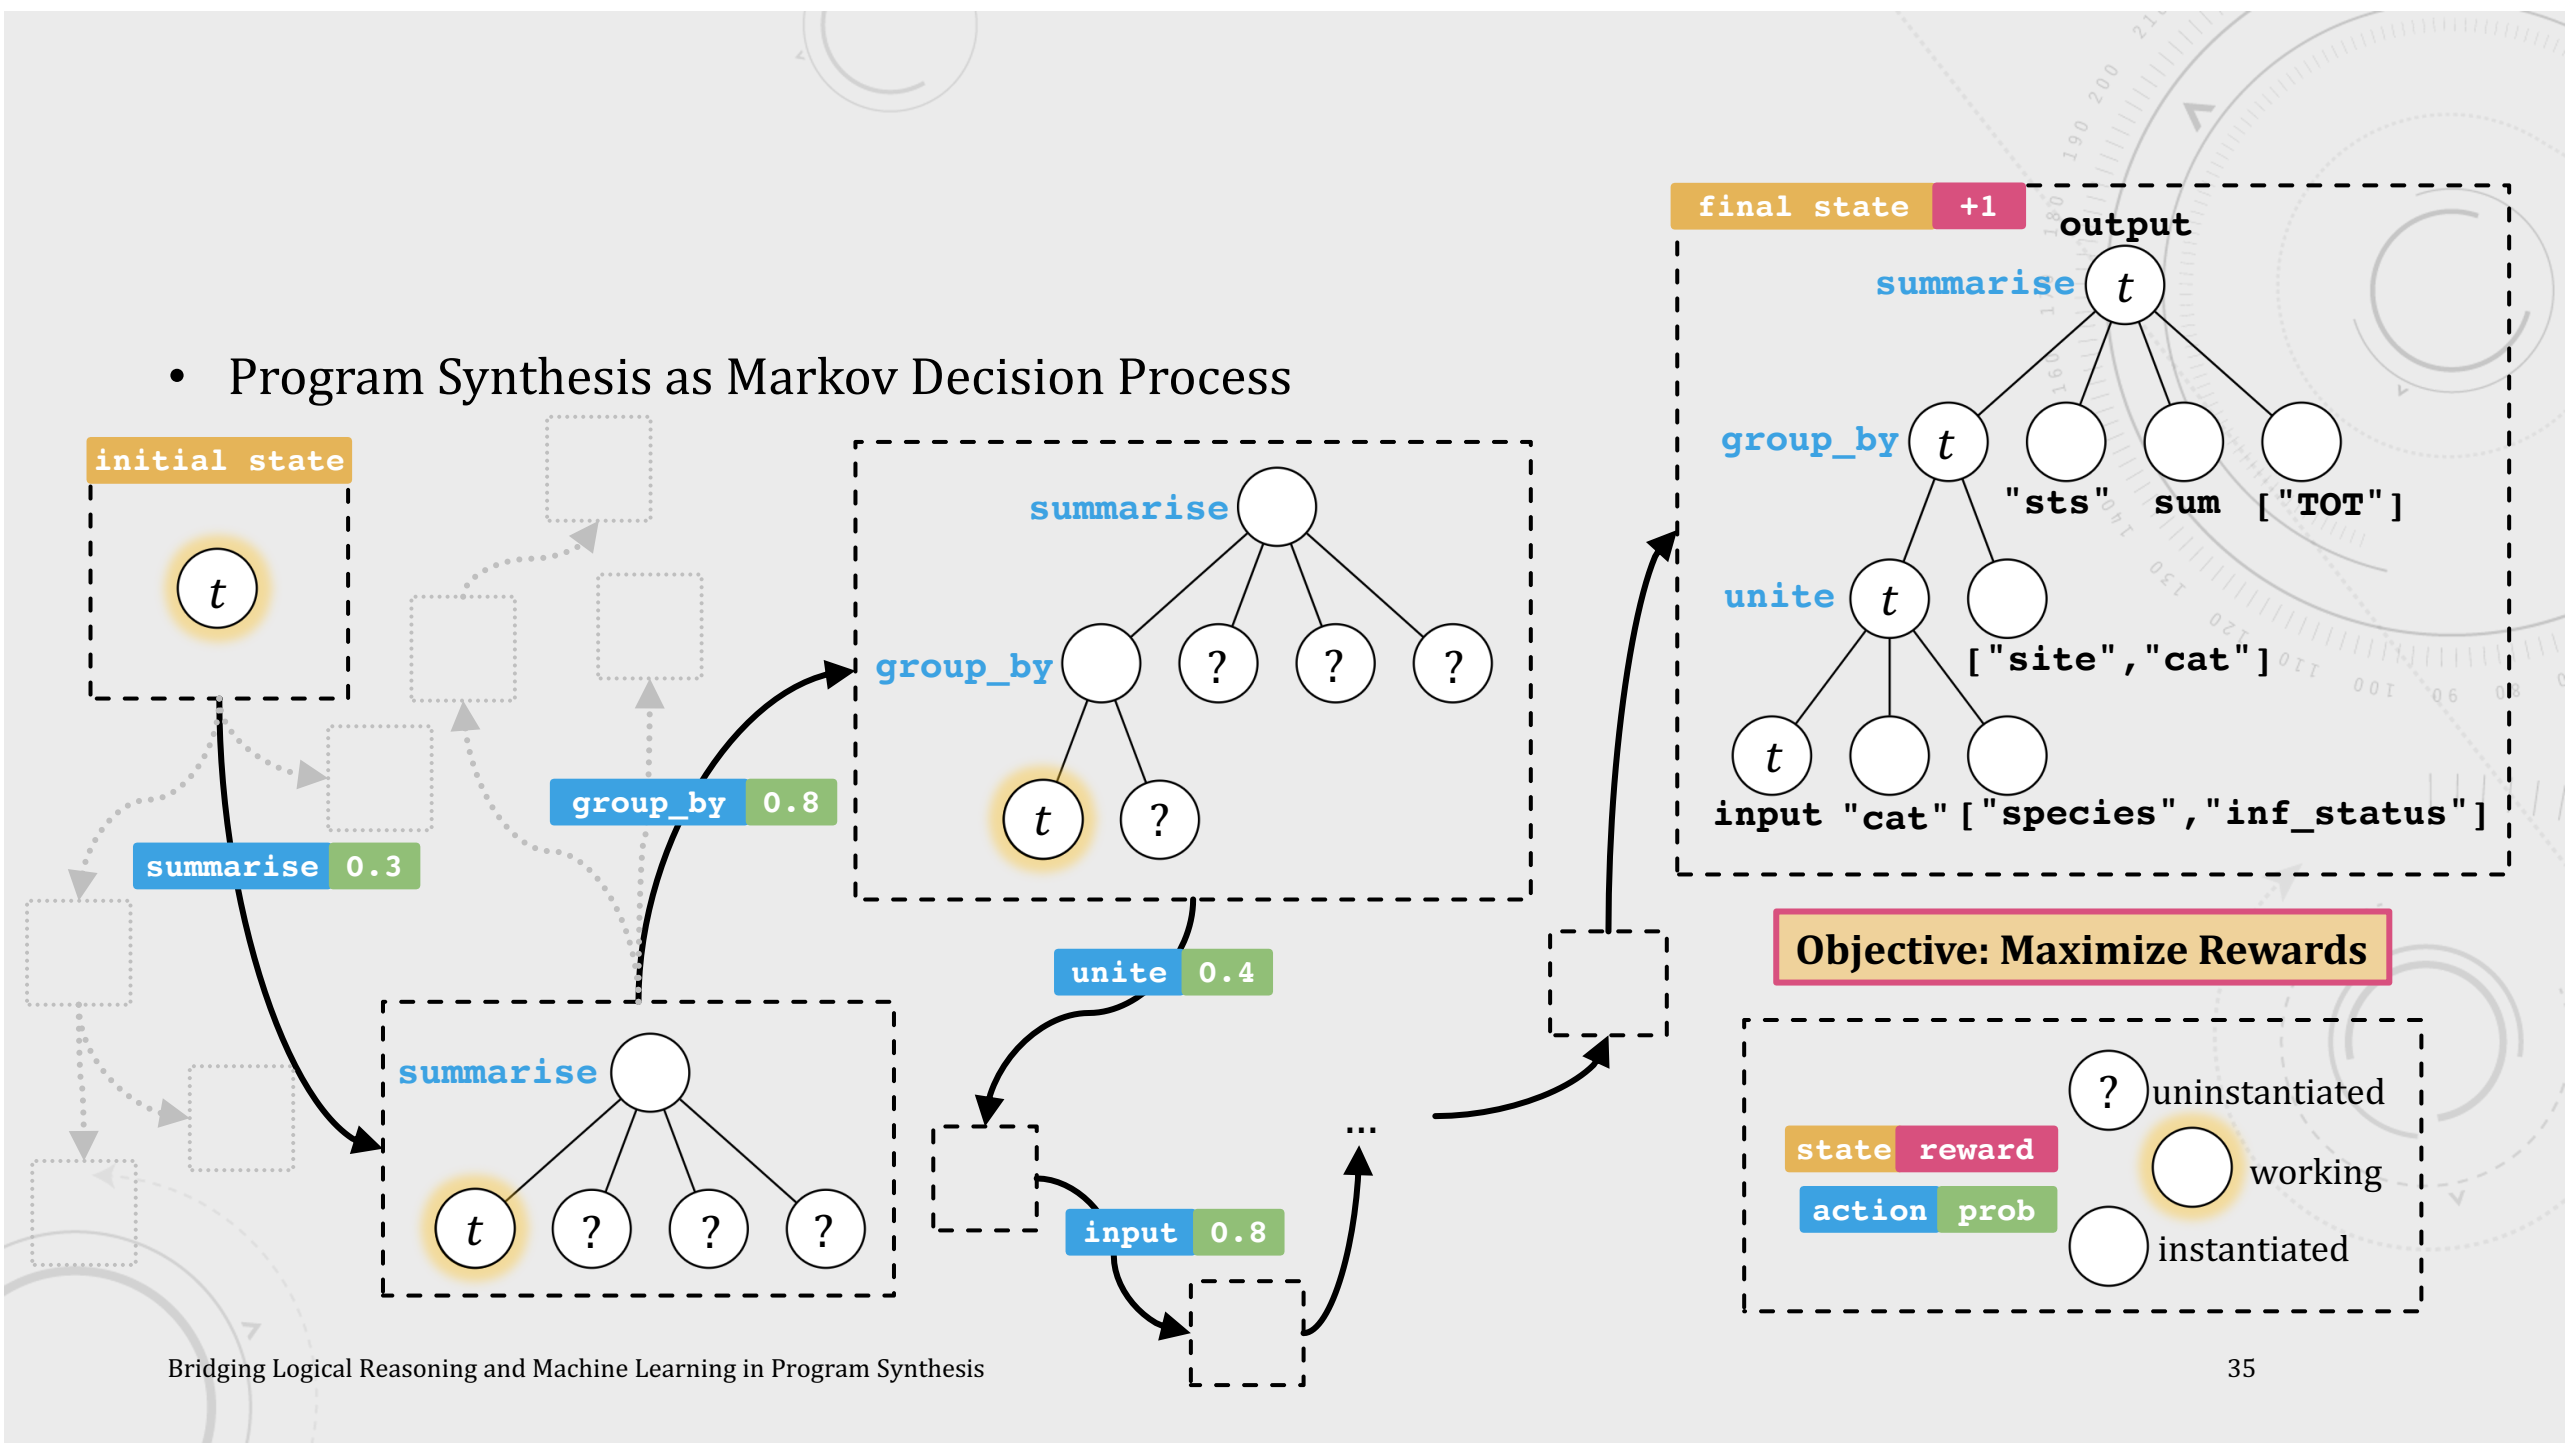 • Program Synthesis as Markov Decision Process
initial state
t
summarise 0.3
summarise
t ? ? ?
group_by 0.8
summarise
group_by ? ? ?
t ?
unite 0.4
input 0.8
...
final state +1
output
summarise t
group_by t
"sts" sum ["TOT"]
unite t
["site","cat"]
t
input "cat" ["species","inf_status"]
Objective: Maximize Rewards
? uninstantiated
state reward
working
action prob
instantiated
Bridging Logical Reasoning and Machine Learning in Program Synthesis
35